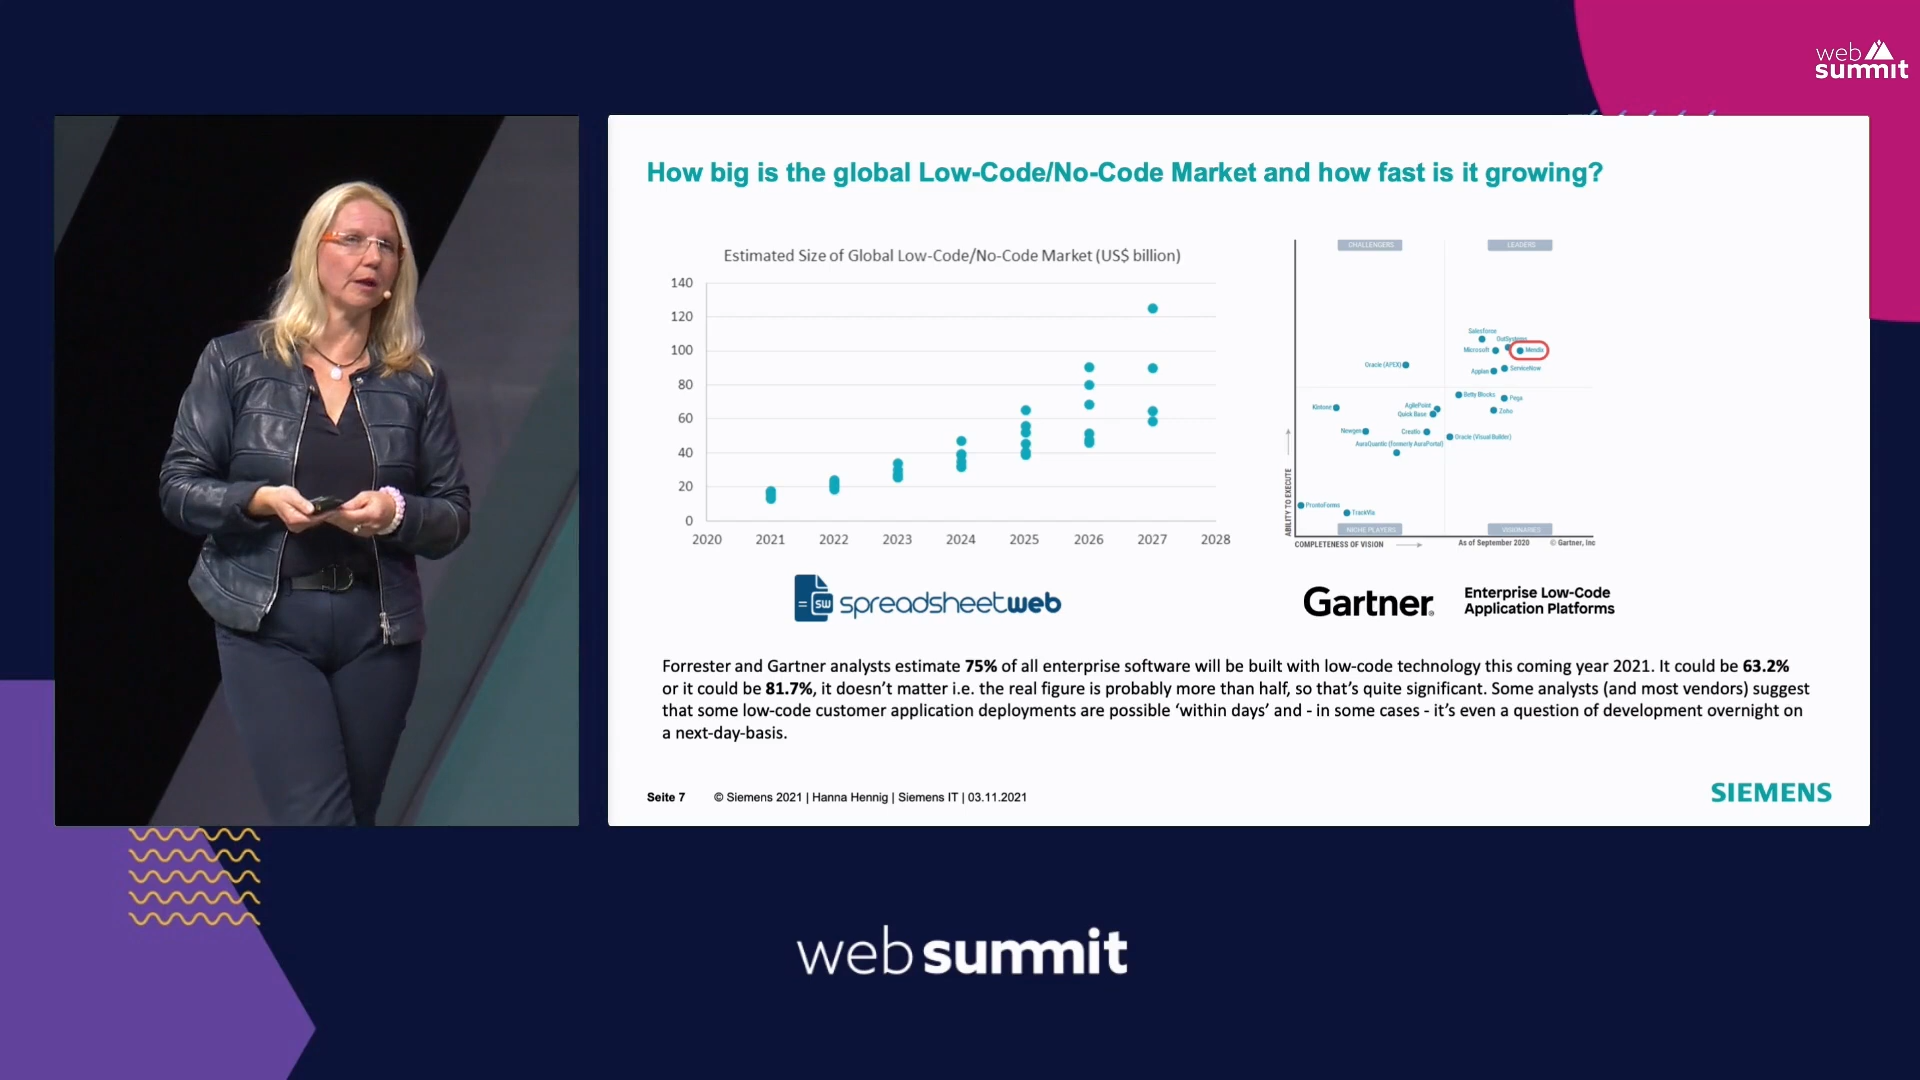 web
summit
How big is the global Low-Code/No-Code Market and how fast is it growing?
Estimated Size of Global Low-Code/No-Code Market (US$ billion)
140
120
100
80
60
40
20
0
2020 2021 2022 2023 2024 2025 2026 2027 2028
CHALLENGERS LEADERS
Salesforce
OutSystems
Microsoft Mendix
Oracle (APEX)
Appian ServiceNow
Betty Blocks Pega
Kintone AgilePoint Zoho
Quick Base
Newgen Creatio Oracle (Visual Builder)
AuraQuantic (formerly AuraPortal)
ProntoForms TrackVia
NICHE PLAYERS VISIONARIES
ABILITY TO EXECUTE
COMPLETENESS OF VISION As of September 2020 © Gartner, Inc
= SW spreadsheetweb
Gartner®
Enterprise Low-Code
Application Platforms
Forrester and Gartner analysts estimate 75% of all enterprise software will be built with low-code technology this coming year 2021. It could be 63.2%
or it could be 81.7%, it doesn’t matter i.e. the real figure is probably more than half, so that’s quite significant. Some analysts (and most vendors) suggest
that some low-code customer application deployments are possible ‘within days’ and - in some cases - it’s even a question of development overnight on
a next-day-basis.
Seite 7 © Siemens 2021 | Hanna Hennig | Siemens IT | 03.11.2021
SIEMENS
web summit